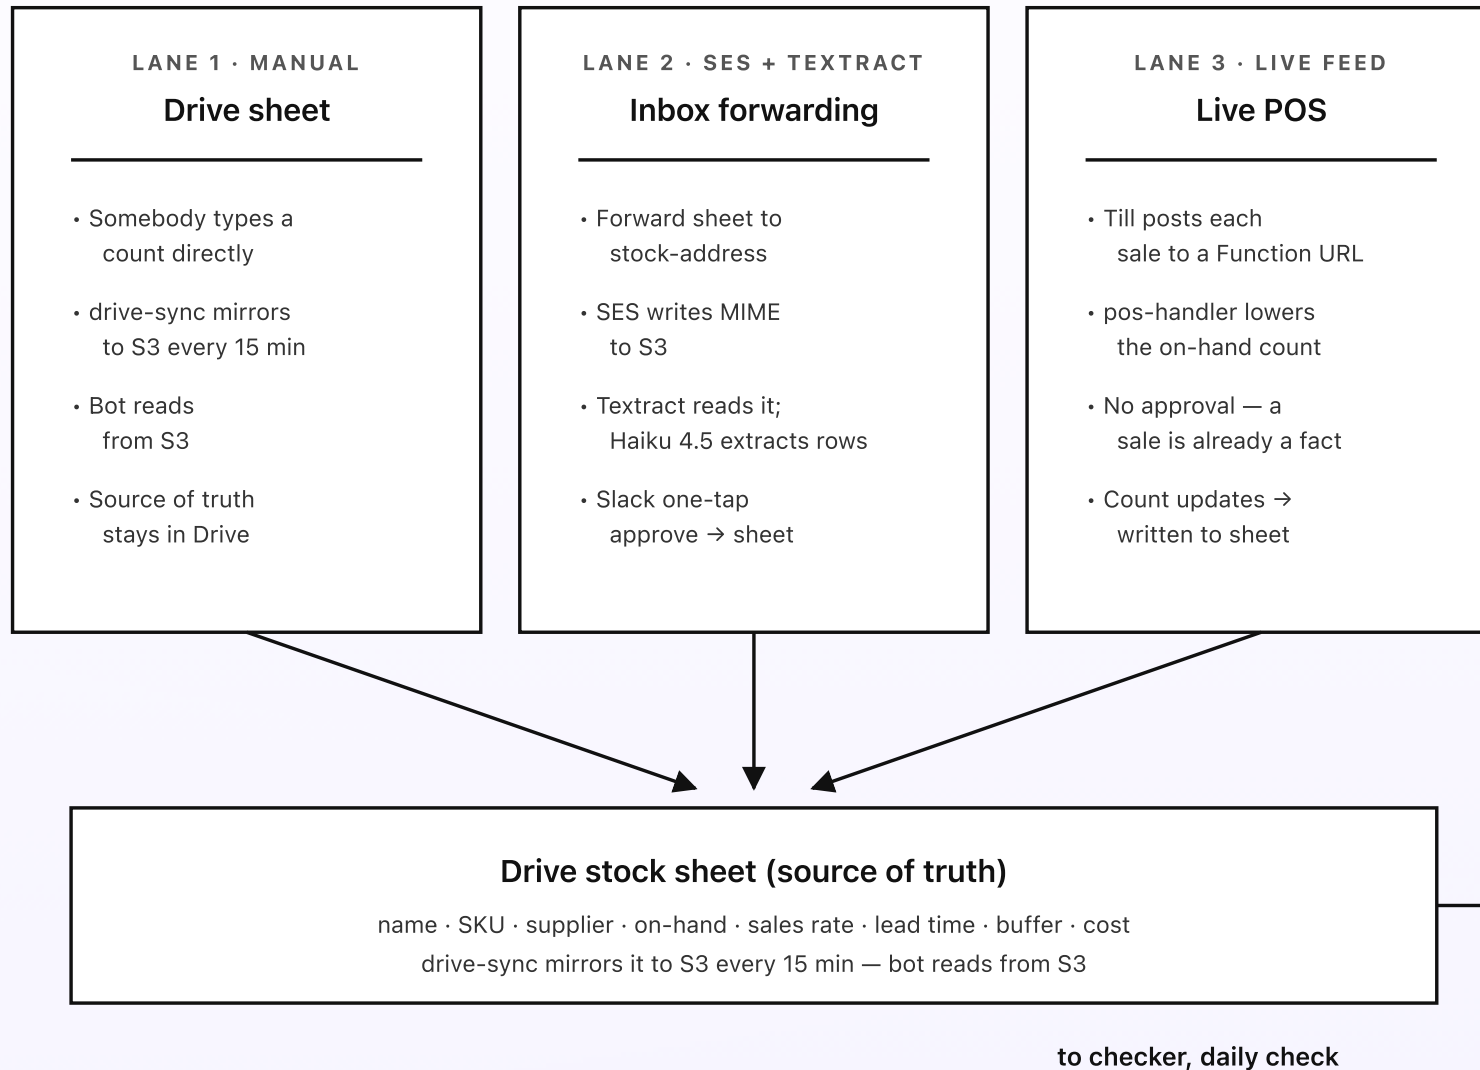 LANE 1 · MANUAL
Drive sheet
• Somebody types a
count directly
• drive-sync mirrors
to S3 every 15 min
• Bot reads
from S3
• Source of truth
stays in Drive
LANE 2 · SES + TEXTRACT
Inbox forwarding
• Forward sheet to
stock-address
• SES writes MIME
to S3
• Textract reads it;
Haiku 4.5 extracts rows
• Slack one-tap
approve → sheet
LANE 3 · LIVE FEED
Live POS
• Till posts each
sale to a Function URL
• pos-handler lowers
the on-hand count
• No approval — a
sale is already a fact
• Count updates →
written to sheet
Drive stock sheet (source of truth)
name · SKU · supplier · on-hand · sales rate · lead time · buffer · cost
drive-sync mirrors it to S3 every 15 min — bot reads from S3
to checker, daily check